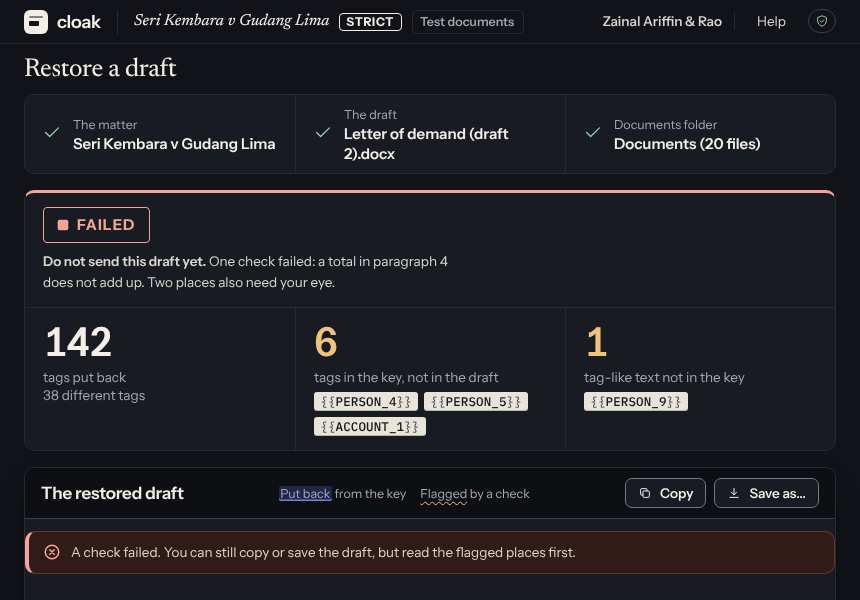 cloak
Seri Kembara v Gudang Lima
STRICT
Test documents
Zainal Ariffin & Rao
Help
Restore a draft
The matter
Seri Kembara v Gudang Lima
The draft
Letter of demand (draft
2).docx
Documents folder
Documents (20 files)
FAILED
Do not send this draft yet. One check failed: a total in paragraph 4
does not add up. Two places also need your eye.
142
tags put back
38 different tags
6
tags in the key, not in the draft
{{PERSON_4}} {{PERSON_5}}
{{ACCOUNT_1}}
1
tag-like text not in the key
{{PERSON_9}}
The restored draft
Put back from the key
Flagged by a check
Copy
Save as…
A check failed. You can still copy or save the draft, but read the flagged places first.